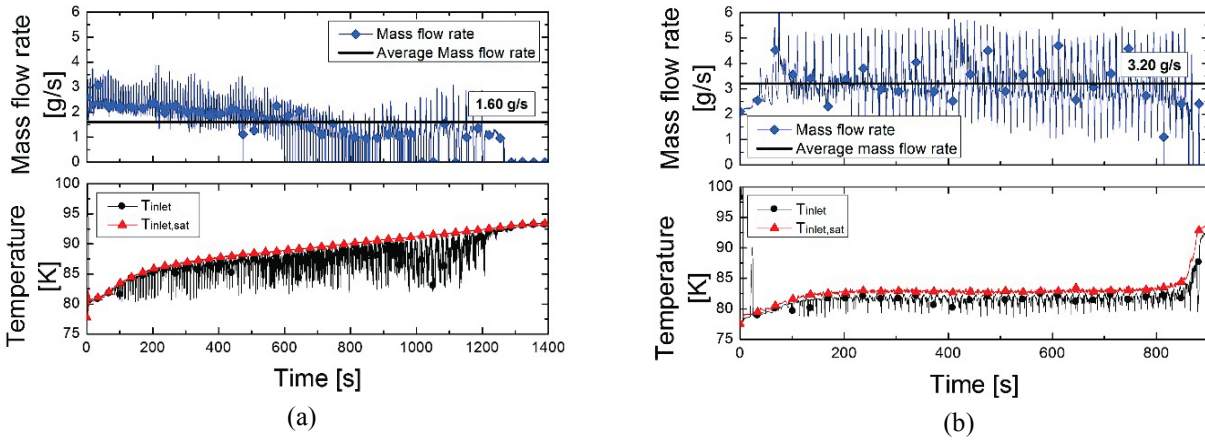 Mass flow rate
[g/s]
6
5
4
3
2
1
0
Mass flow rate
Average Mass flow rate
1.60 g/s
Temperature
[K]
100
95
90
85
80
75
Tinlet
Tinlet,sat
0 200 400 600 800 1000 1200 1400
Time [s]
(a)
Mass flow rate
[g/s]
6
5
4
3
2
1
0
3.20 g/s
Mass flow rate
Average mass flow rate
Temperature
[K]
100
95
90
85
80
75
Tinlet
Tinlet,sat
0 200 400 600 800
Time [s]
(b)